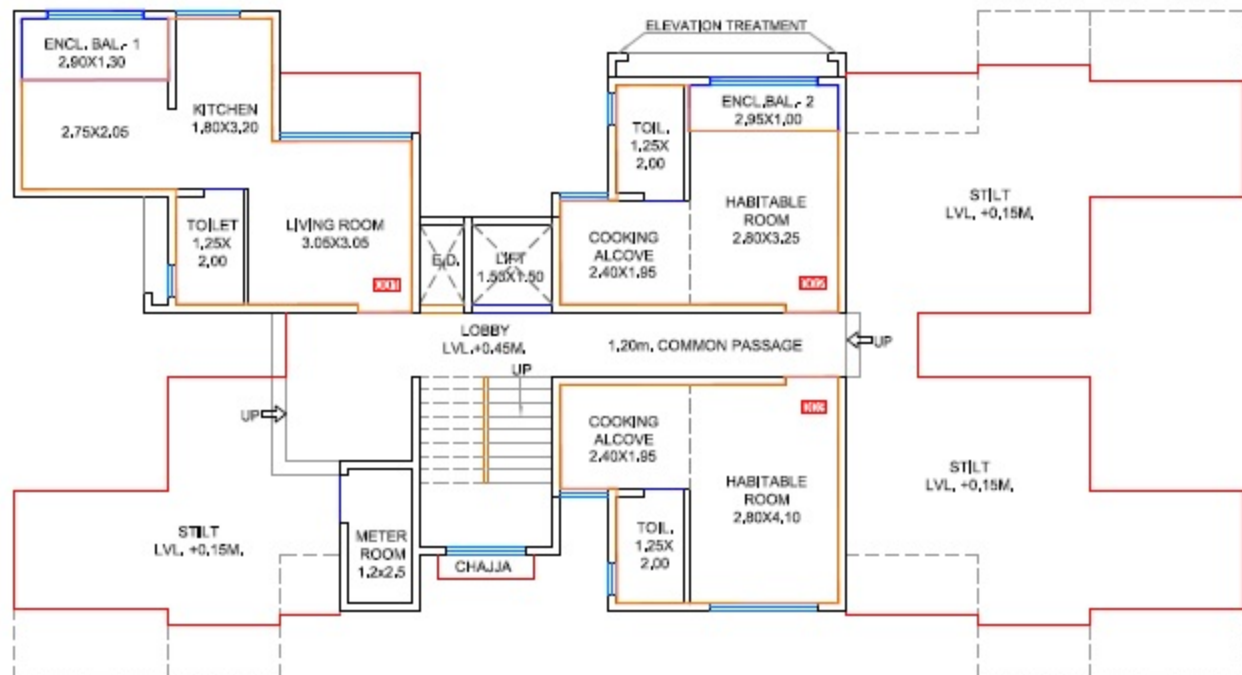 ELEVATION TREATMENT
ENCL. BAL.- 1
2.90X1.30
KITCHEN
1.80X3.20
2.75X2.05
TOILET
1.25X
2.00
LIVING ROOM
3.05X3.05
E.D.
LIFT
1.50X1.50
TOIL.
1.25X
2.00
ENCL.BAL.- 2
2.95X1.00
HABITABLE
ROOM
2.80X3.25
COOKING
ALCOVE
2.40X1.95
STILT
LVL. +0.15M.
LOBBY
LVL.+0.45M.
1.20m. COMMON PASSAGE
UP
UP
UP
COOKING
ALCOVE
2.40X1.95
HABITABLE
ROOM
2.80X4.10
TOIL.
1.25X
2.00
STILT
LVL. +0.15M.
STILT
LVL. +0.15M.
METER
ROOM
1.2x2.5
CHAJJA